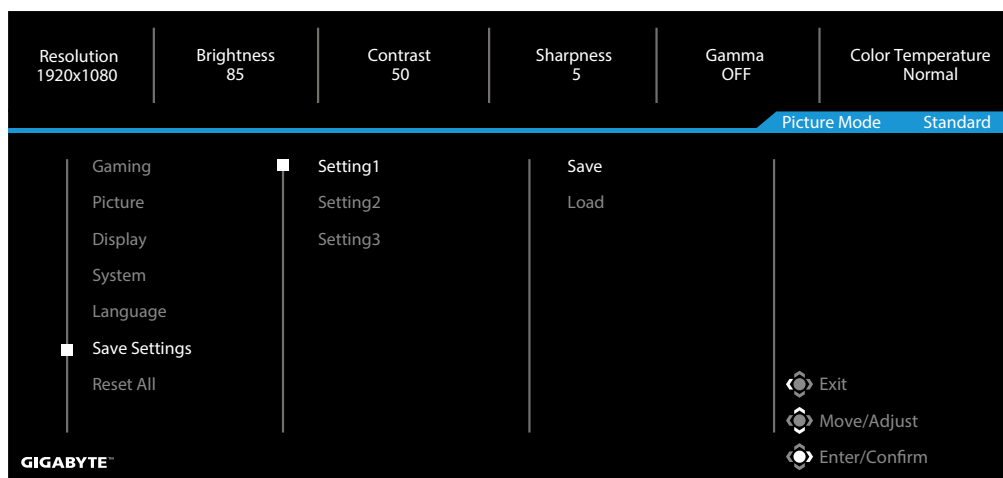 Resolution
1920x1080
Brightness
85
Contrast
50
Sharpness
5
Gamma
OFF
Color Temperature
Normal
Picture Mode Standard
Gaming
Picture
Display
System
Language
Save Settings
Reset All
Setting1
Setting2
Setting3
Save
Load
Exit
Move/Adjust
Enter/Confirm
GIGABYTE™